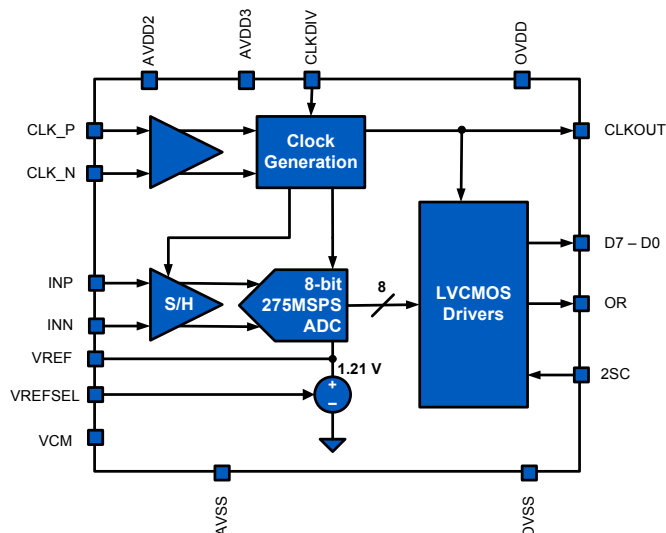 AVDD2
AVDD3
CLKDIV
OVDD
CLK_P
CLK_N
Clock
Generation
CLKOUT
INP
INN
S/H
8-bit
275MSPS
ADC
8
LVCMOS
Drivers
D7 – D0
OR
2SC
VREF
1.21 V
VREFSEL
+
–
VCM
AVSS
OVSS